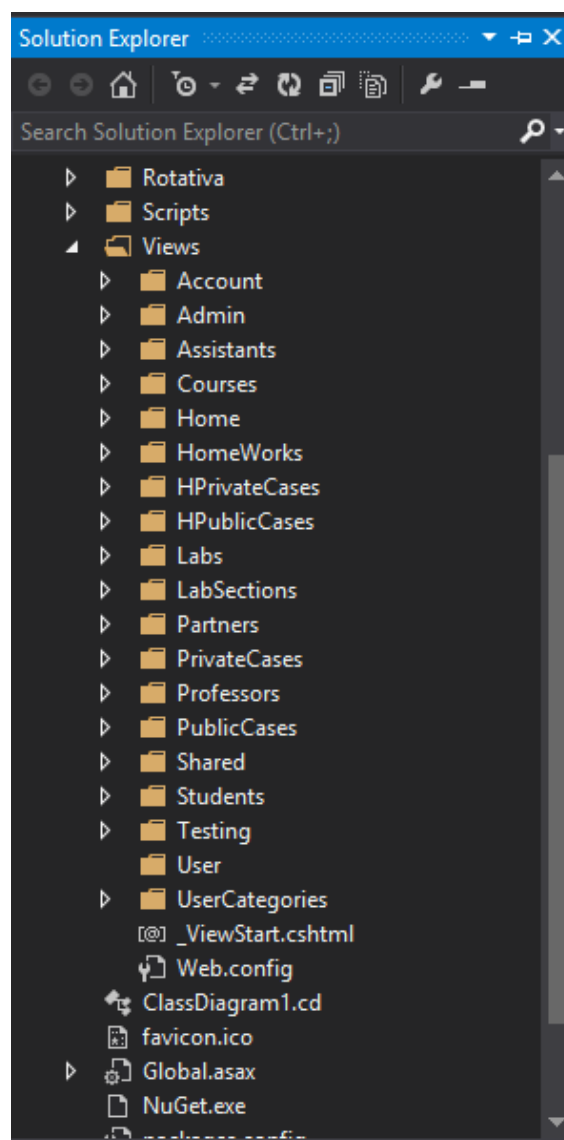 Solution Explorer
Search Solution Explorer (Ctrl+;)
Rotativa
Scripts
Views
Account
Admin
Assistants
Courses
Home
HomeWorks
HPrivateCases
HPublicCases
Labs
LabSections
Partners
PrivateCases
Professors
PublicCases
Shared
Students
Testing
User
UserCategories
[@] _ViewStart.cshtml
Web.config
ClassDiagram1.cd
favicon.ico
Global.asax
NuGet.exe
packages.config